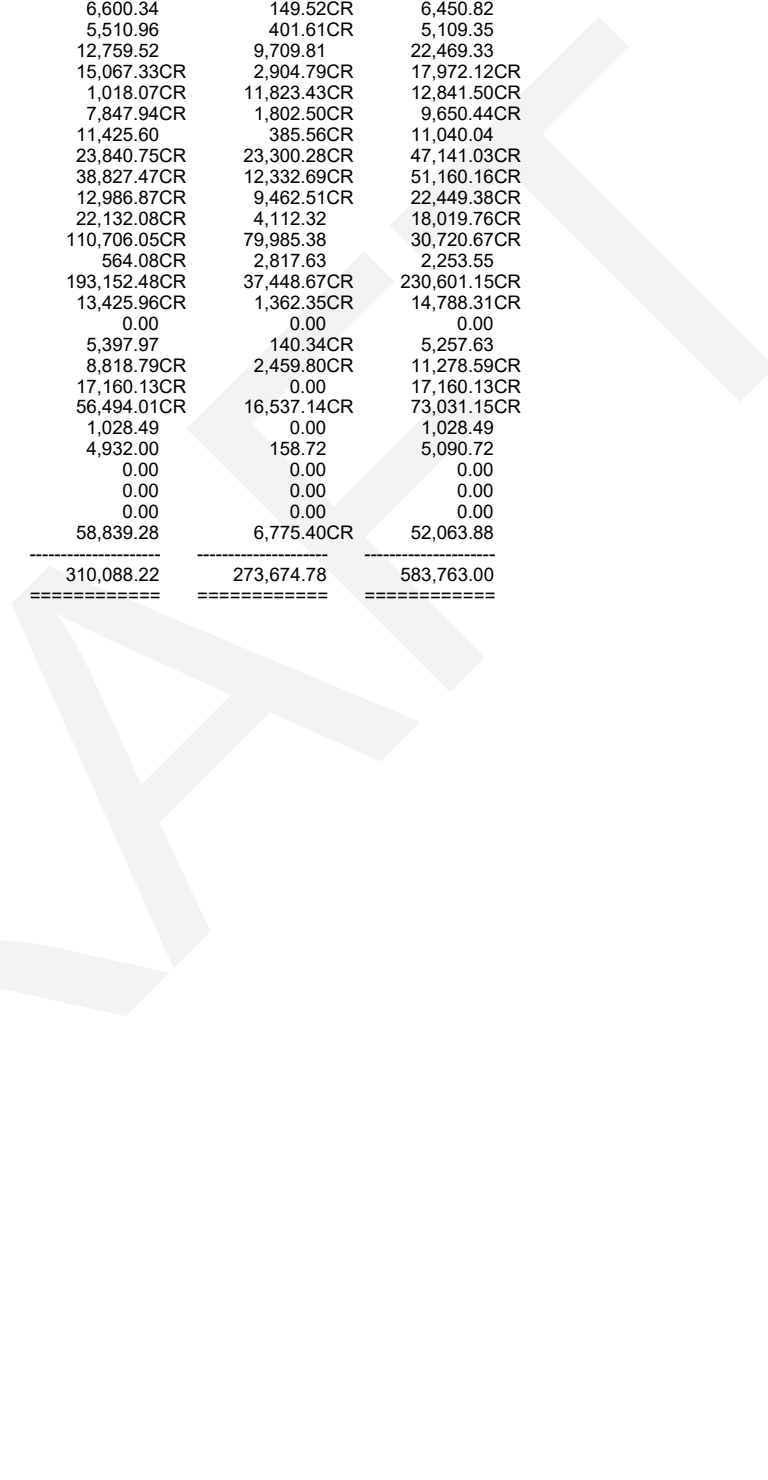 6,600.34 149.52CR 6,450.82
5,510.96 401.61CR 5,109.35
12,759.52 9,709.81 22,469.33
15,067.33CR 2,904.79CR 17,972.12CR
1,018.07CR 11,823.43CR 12,841.50CR
7,847.94CR 1,802.50CR 9,650.44CR
11,425.60 385.56CR 11,040.04
23,840.75CR 23,300.28CR 47,141.03CR
38,827.47CR 12,332.69CR 51,160.16CR
12,986.87CR 9,462.51CR 22,449.38CR
22,132.08CR 4,112.32 18,019.76CR
110,706.05CR 79,985.38 30,720.67CR
564.08CR 2,817.63 2,253.55
193,152.48CR 37,448.67CR 230,601.15CR
13,425.96CR 1,362.35CR 14,788.31CR
0.00 0.00 0.00
5,397.97 140.34CR 5,257.63
8,818.79CR 2,459.80CR 11,278.59CR
17,160.13CR 0.00 17,160.13CR
56,494.01CR 16,537.14CR 73,031.15CR
1,028.49 0.00 1,028.49
4,932.00 158.72 5,090.72
0.00 0.00 0.00
0.00 0.00 0.00
0.00 0.00 0.00
58,839.28 6,775.40CR 52,063.88
--------------------- --------------------- ---------------------
310,088.22 273,674.78 583,763.00
============ ============ ============